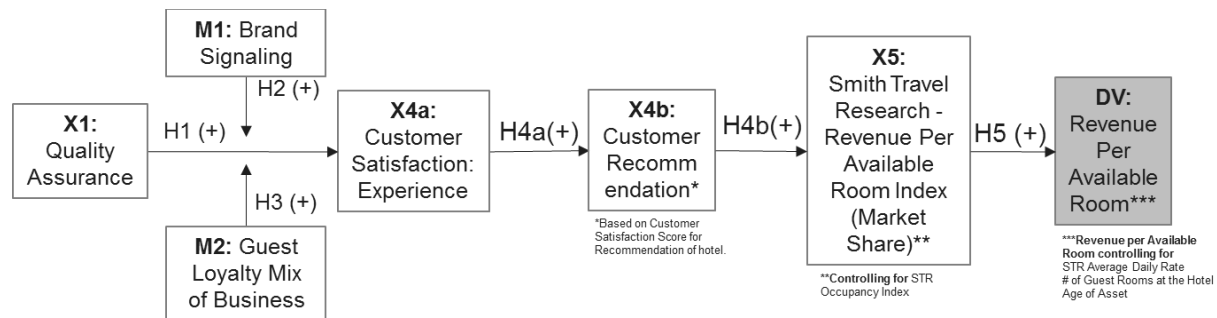 M1: Brand
Signaling
H2 (+)
X1:
Quality
Assurance
H1 (+)
H3 (+)
M2: Guest
Loyalty Mix
of Business
X4a:
Customer
Satisfaction:
Experience
H4a(+)
X4b:
Customer
Recomm
endation*
*Based on Customer
Satisfaction Score for
Recommendation of hotel.
H4b(+)
X5:
Smith Travel
Research -
Revenue Per
Available
Room Index
(Market
Share)**
**Controlling for STR
Occupancy Index
H5 (+)
DV:
Revenue
Per
Available
Room***
***Revenue per Available
Room controlling for
STR Average Daily Rate
# of Guest Rooms at the Hotel
Age of Asset